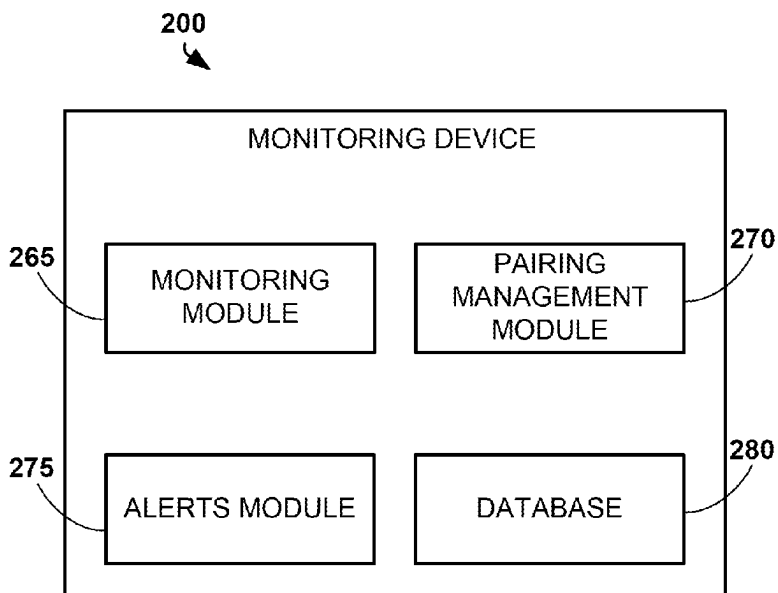 200
MONITORING DEVICE
265
MONITORING
MODULE
270
PAIRING
MANAGEMENT
MODULE
275
ALERTS MODULE
280
DATABASE